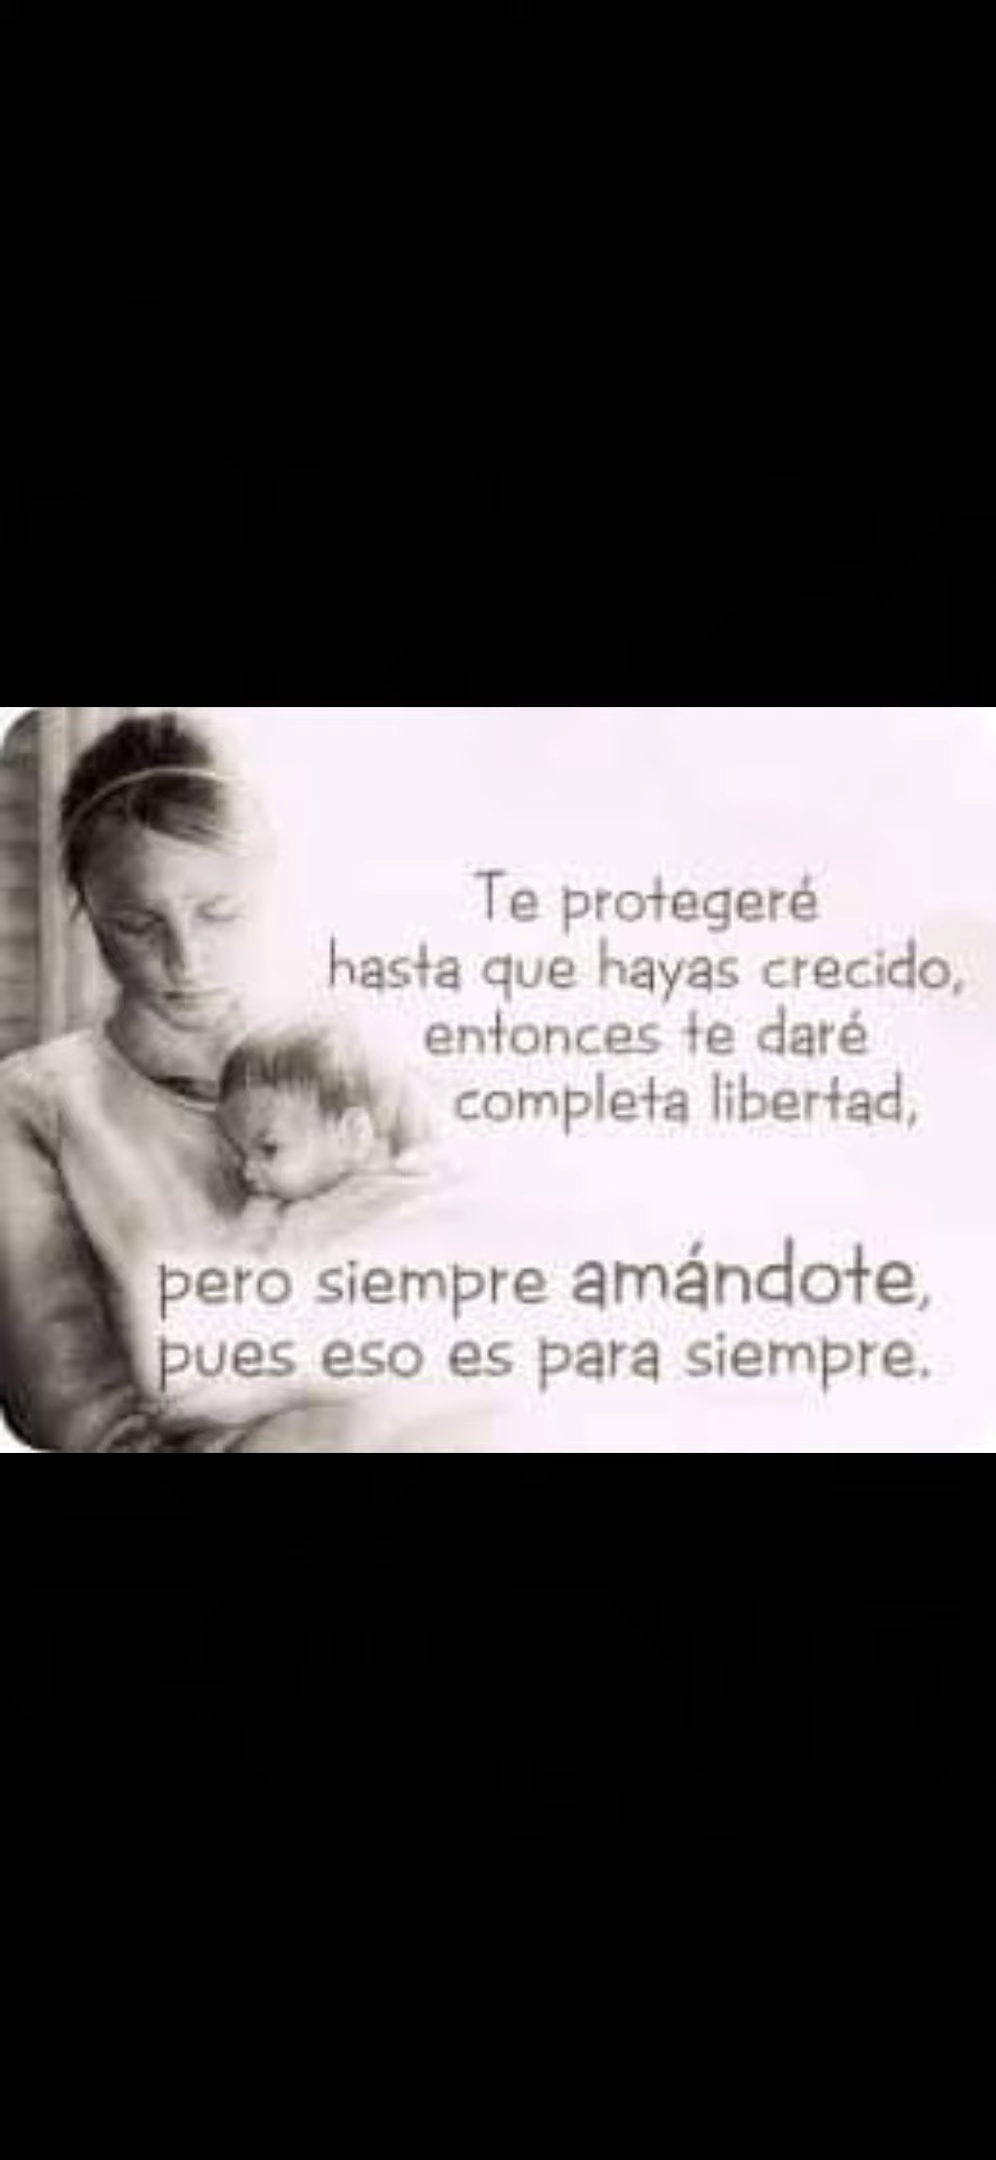 Te protegeré
hasta que hayas crecido,
entonces te daré
completa libertad,
pero siempre amándote,
pues eso es para siempre.